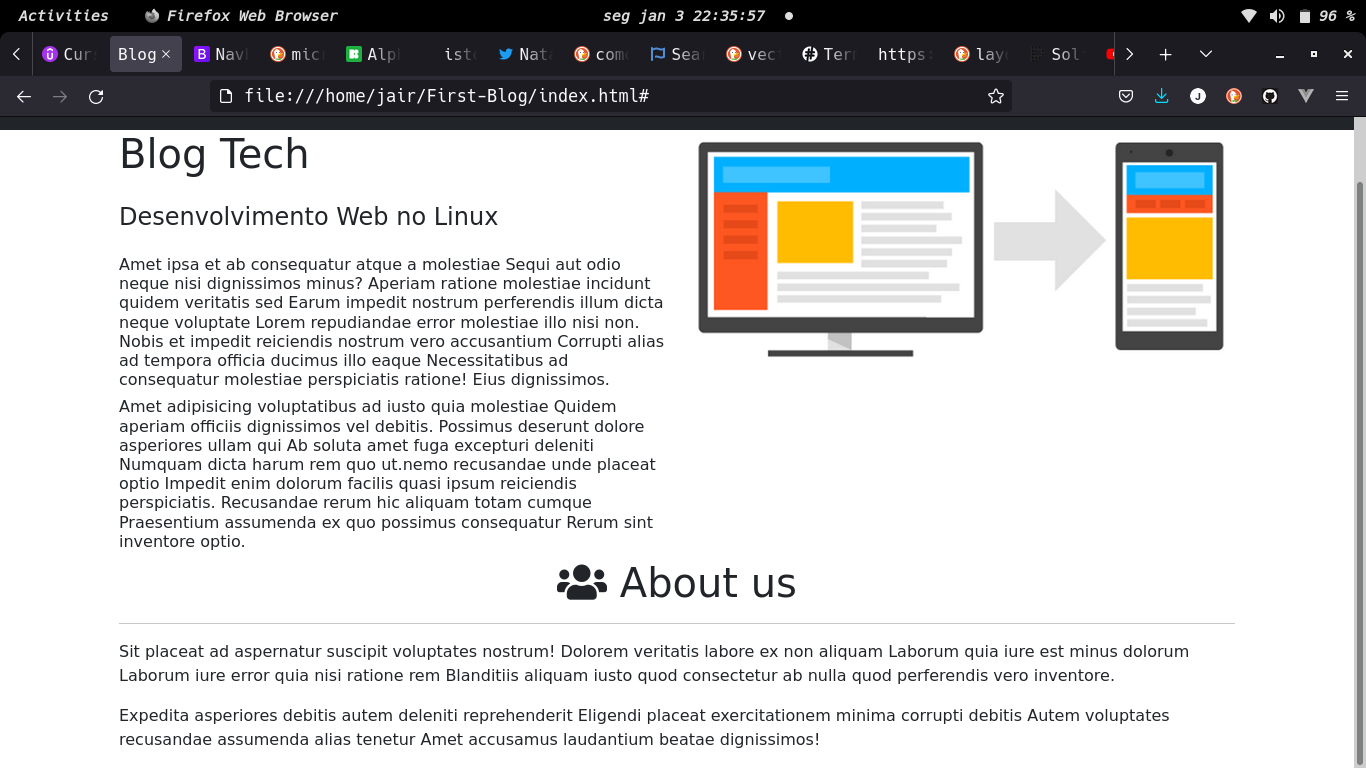 Activities Firefox Web Browser seg jan 3 22:35:57 96 %
Cur Blog Nav mic Alp iste Nata com Sear vec Terr https: lay Sol
file:///home/jair/First-Blog/index.html#
Blog Tech
Desenvolvimento Web no Linux
Amet ipsa et ab consequatur atque a molestiae Sequi aut odio
neque nisi dignissimos minus? Aperiam ratione molestiae incidunt
quidem veritatis sed Earum impedit nostrum perferendis illum dicta
neque voluptate Lorem repudiandae error molestiae illo nisi non.
Nobis et impedit reiciendis nostrum vero accusantium Corrupti alias
ad tempora officia ducimus illo eaque Necessitatibus ad
consequatur molestiae perspiciatis ratione! Eius dignissimos.
Amet adipisicing voluptatibus ad iusto quia molestiae Quidem
aperiam officiis dignissimos vel debitis. Possimus deserunt dolore
asperiores ullam qui Ab soluta amet fuga excepturi deleniti
Numquam dicta harum rem quo ut.nemo recusandae unde placeat
optio Impedit enim dolorum facilis quasi ipsum reiciendis
perspiciatis. Recusandae rerum hic aliquam totam cumque
Praesentium assumenda ex quo possimus consequatur Rerum sint
inventore optio.
About us
Sit placeat ad aspernatur suscipit voluptates nostrum! Dolorem veritatis labore ex non aliquam Laborum quia iure est minus dolorum
Laborum iure error quia nisi ratione rem Blanditiis aliquam iusto quod consectetur ab nulla quod perferendis vero inventore.
Expedita asperiores debitis autem deleniti reprehenderit Eligendi placeat exercitationem minima corrupti debitis Autem voluptates
recusandae assumenda alias tenetur Amet accusamus laudantium beatae dignissimos!